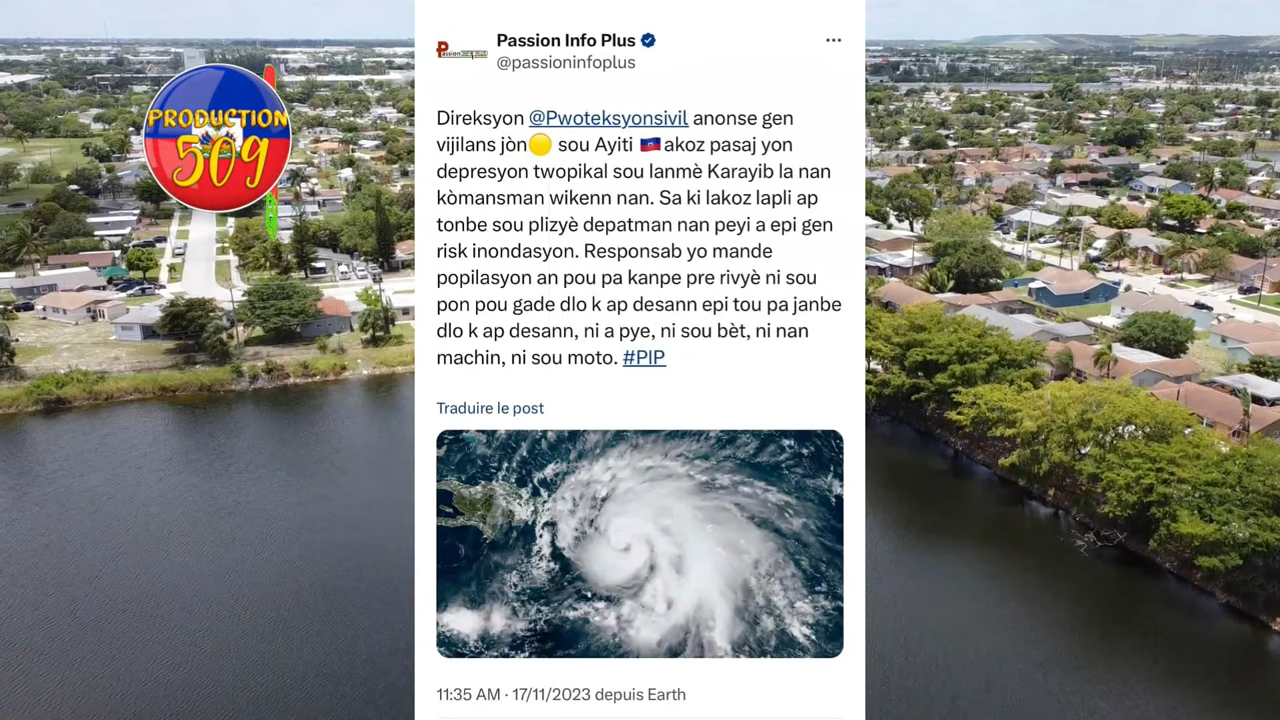 PRODUCTION
509
Passion Info Plus
Passion INFO PLUS
@passioninfoplus
Direksyon @Pwoteksyonsivil anonse gen
vijilans jòn🟡 sou Ayiti 🇭🇹akoz pasaj yon
depresyon twopikal sou lanmè Karayib la nan
kòmansman wikenn nan. Sa ki lakoz lapli ap
tonbe sou plizyè depatman nan peyi a epi gen
risk inondasyon. Responsab yo mande
popilasyon an pou pa kanpe pre rivyè ni sou
pon pou gade dlo k ap desann epi tou pa janbe
dlo k ap desann, ni a pye, ni sou bèt, ni nan
machin, ni sou moto. #PIP
Traduire le post
11:35 AM · 17/11/2023 depuis Earth